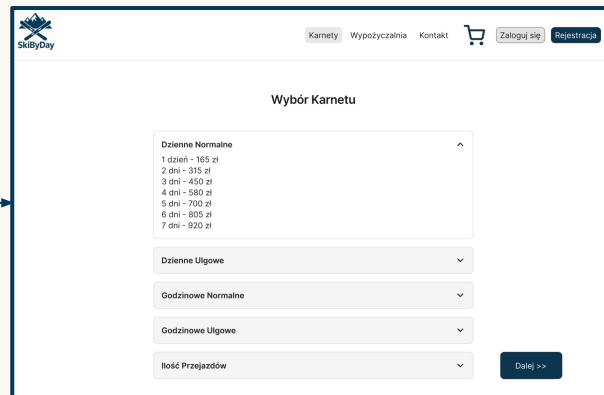 SkiByDay
Karnety Wypożyczalnia Kontakt Zaloguj się Rejestracja
Wybór Karnetu
Dzienne Normalne
1 dzień - 165 zł
2 dni - 315 zł
3 dni - 450 zł
4 dni - 580 zł
5 dni - 700 zł
6 dni - 805 zł
7 dni - 920 zł
Dzienne Ulgowe
Godzinowe Normalne
Godzinowe Ulgowe
Ilość Przejazdów
Dalej >>